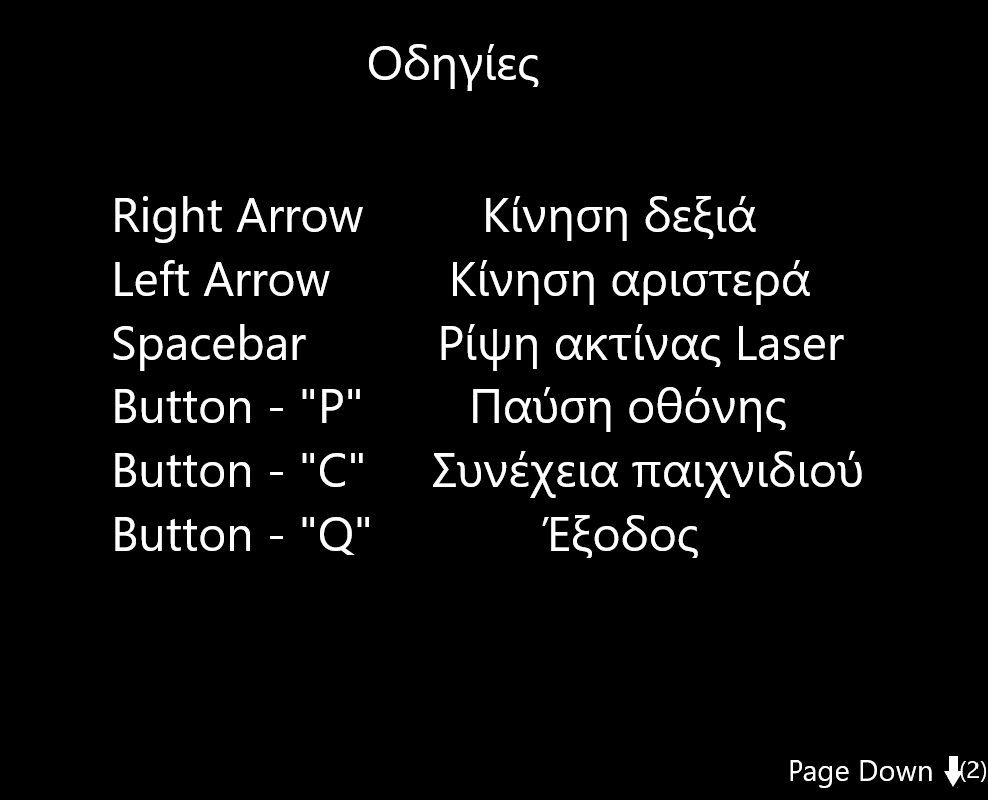 Οδηγίες
Right Arrow Κίνηση δεξιά
Left Arrow Κίνηση αριστερά
Spacebar Ρίψη ακτίνας Laser
Button - "P" Παύση οθόνης
Button - "C" Συνέχεια παιχνιδιού
Button - "Q" Έξοδος
Page Down (2)